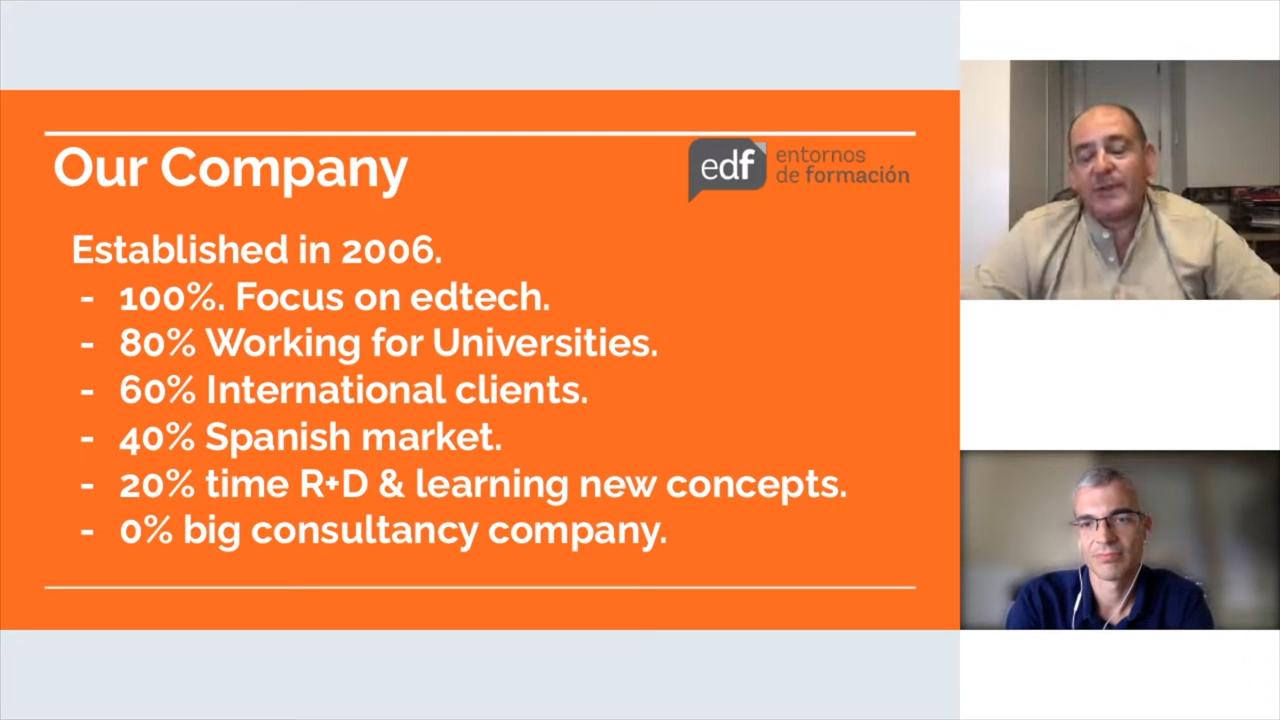 Our Company
edf
entornos
de formación
Established in 2006.
- 100%. Focus on edtech.
- 80% Working for Universities.
- 60% International clients.
- 40% Spanish market.
- 20% time R+D & learning new concepts.
- 0% big consultancy company.